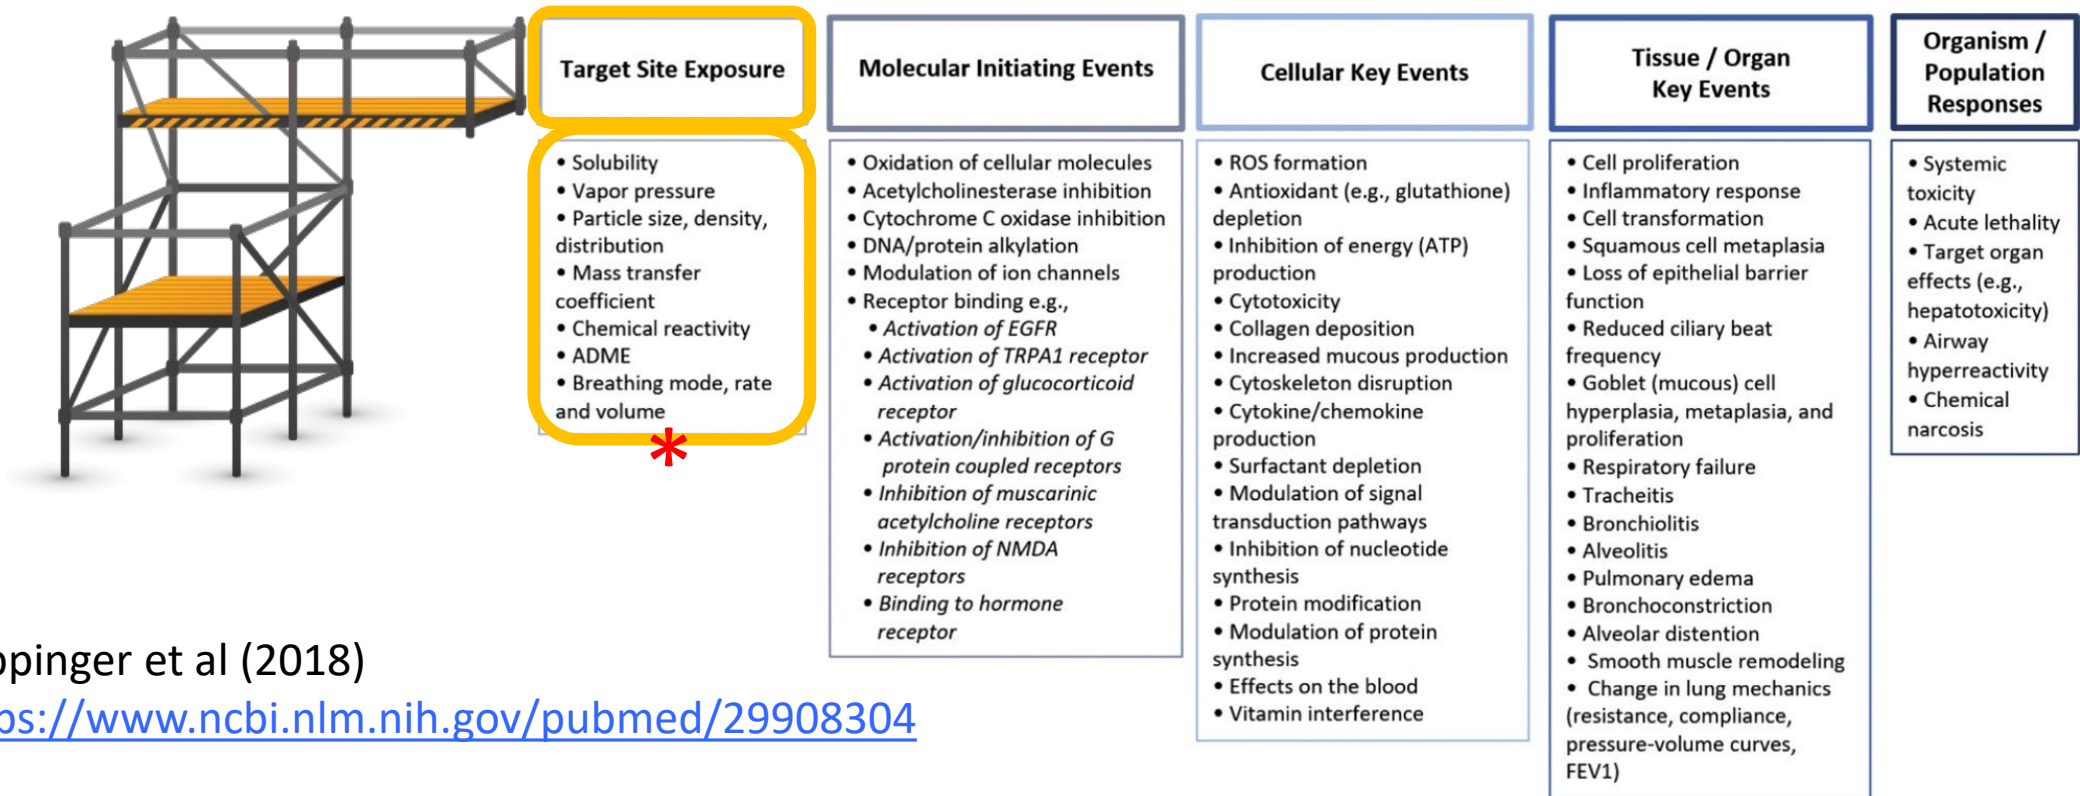 Target Site Exposure
• Solubility
• Vapor pressure
• Particle size, density,
distribution
• Mass transfer
coefficient
• Chemical reactivity
• ADME
• Breathing mode, rate
and volume
*
Molecular Initiating Events
• Oxidation of cellular molecules
• Acetylcholinesterase inhibition
• Cytochrome C oxidase inhibition
• DNA/protein alkylation
• Modulation of ion channels
• Receptor binding e.g.,
• Activation of EGFR
• Activation of TRPA1 receptor
• Activation of glucocorticoid
receptor
• Activation/inhibition of G
protein coupled receptors
• Inhibition of muscarinic
acetylcholine receptors
• Inhibition of NMDA
receptors
• Binding to hormone
receptor
Cellular Key Events
• ROS formation
• Antioxidant (e.g., glutathione)
depletion
• Inhibition of energy (ATP)
production
• Cytotoxicity
• Collagen deposition
• Increased mucous production
• Cytoskeleton disruption
• Cytokine/chemokine
production
• Surfactant depletion
• Modulation of signal
transduction pathways
• Inhibition of nucleotide
synthesis
• Protein modification
• Modulation of protein
synthesis
• Effects on the blood
• Vitamin interference
Tissue / Organ
Key Events
• Cell proliferation
• Inflammatory response
• Cell transformation
• Squamous cell metaplasia
• Loss of epithelial barrier
function
• Reduced ciliary beat
frequency
• Goblet (mucous) cell
hyperplasia, metaplasia, and
proliferation
• Respiratory failure
• Tracheitis
• Bronchiolitis
• Alveolitis
• Pulmonary edema
• Bronchoconstriction
• Alveolar distention
• Smooth muscle remodeling
• Change in lung mechanics
(resistance, compliance,
pressure-volume curves,
FEV1)
Organism /
Population
Responses
• Systemic
toxicity
• Acute lethality
• Target organ
effects (e.g.,
hepatotoxicity)
• Airway
hyperreactivity
• Chemical
narcosis
ppinger et al (2018)
ps://www.ncbi.nlm.nih.gov/pubmed/29908304